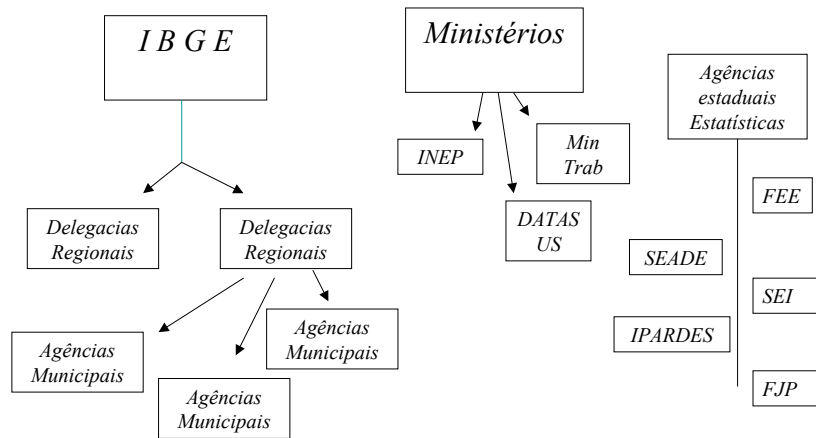 I B G E
Ministérios
Agências
estaduais
Estatísticas
INEP
Min
Trab
FEE
Delegacias
Regionais
Delegacias
Regionais
DATAS
US
SEADE
SEI
Agências
Municipais
Agências
Municipais
IPARDES
Agências
Municipais
FJP